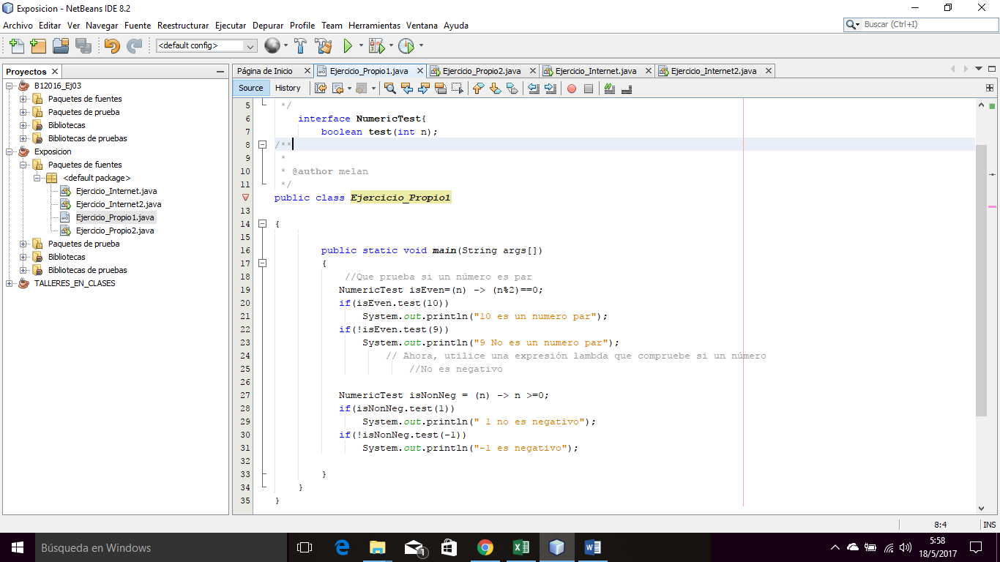 Exposicion - NetBeans IDE 8.2
Archivo Editar Ver Navegar Fuente Reestructurar Ejecutar Depurar Profile Team Herramientas Ventana Ayuda
Buscar (Ctrl+I)
<default config>
Proyectos
B12016_Ej03
Paquetes de fuentes
Paquetes de prueba
Bibliotecas
Bibliotecas de pruebas
Exposicion
Paquetes de fuentes
<default package>
Ejercicio_Internet.java
Ejercicio_Internet2.java
Ejercicio_Propio1.java
Ejercicio_Propio2.java
Paquetes de prueba
Bibliotecas
Bibliotecas de pruebas
TALLERES_EN_CLASES
Página de Inicio Ejercicio_Propio1.java Ejercicio_Propio2.java Ejercicio_Internet.java Ejercicio_Internet2.java
Source History
5 */
6 interface NumericTest{
7 boolean test(int n);
8 /**
9 *
10 * @author melan
11 */
public class Ejercicio_Propio1
13
14 {
15
16 public static void main(String args[])
17 {
18 //Que prueba si un número es par
19 NumericTest isEven=(n) -> (n%2)==0;
20 if(isEven.test(10))
21 System.out.println("10 es un numero par");
22 if(!isEven.test(9))
23 System.out.println("9 No es un numero par");
24 // Ahora, utilice una expresión lambda que compruebe si un número
25 //No es negativo
26
27 NumericTest isNonNeg = (n) -> n >=0;
28 if(isNonNeg.test(1))
29 System.out.println(" 1 no es negativo");
30 if(!isNonNeg.test(-1))
31 System.out.println("-1 es negativo");
32
33 }
34 }
35 }
8:4 INS
Búsqueda en Windows
1
5:58
18/5/2017